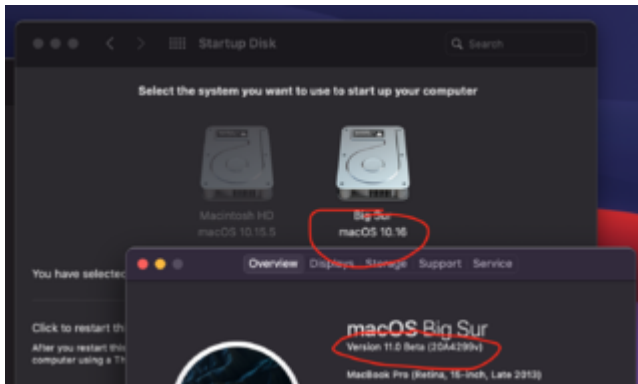 Startup Disk
Search
Select the system you want to use to start up your computer
Macintosh HD
macOS 10.15.5
Big Sur
macOS 10.16
You have selected
Overview Displays Storage Support Service
macOS Big Sur
Version 11.0 Beta (20A4299v)
Click to restart th
After you restart this
computer using a Th
MacBook Pro (Retina, 15-inch, Late 2013)